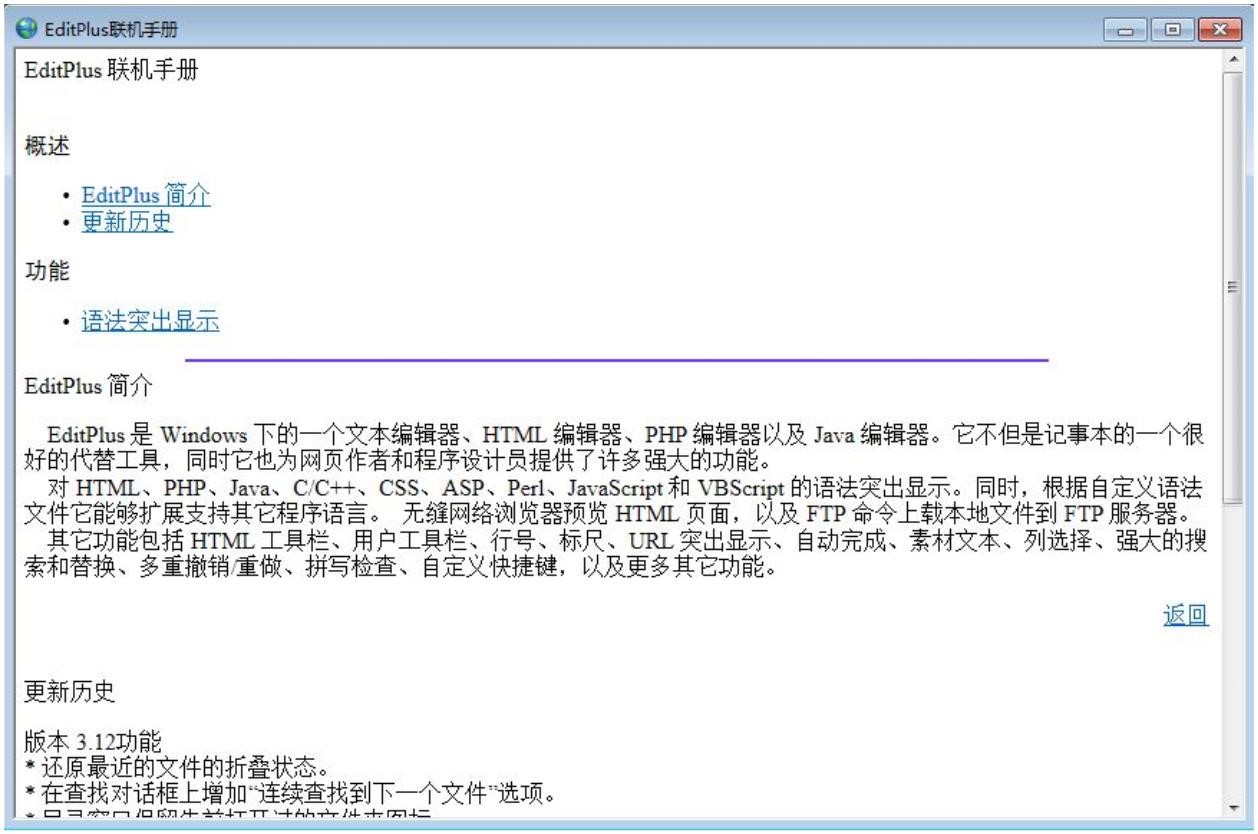 EditPlus联机手册
EditPlus 联机手册
概述
• EditPlus 简介
• 更新历史
功能
• 语法突出显示
EditPlus 简介
EditPlus 是 Windows 下的一个文本编辑器、HTML 编辑器、PHP 编辑器以及 Java 编辑器。它不但是记事本的一个很
好的代替工具，同时它也为网页作者和程序设计员提供了许多强大的功能。
对 HTML、PHP、Java、C/C++、CSS、ASP、Perl、JavaScript 和 VBScript 的语法突出显示。同时，根据自定义语法
文件它能够扩展支持其它程序语言。 无缝网络浏览器预览 HTML 页面，以及 FTP 命令上载本地文件到 FTP 服务器。
其它功能包括 HTML 工具栏、用户工具栏、行号、标尺、URL 突出显示、自动完成、素材文本、列选择、强大的搜
索和替换、多重撤销/重做、拼写检查、自定义快捷键，以及更多其它功能。
返回
更新历史
版本 3.12功能
* 还原最近的文件的折叠状态。
* 在查找对话框上增加“连续查找到下一个文件”选项。